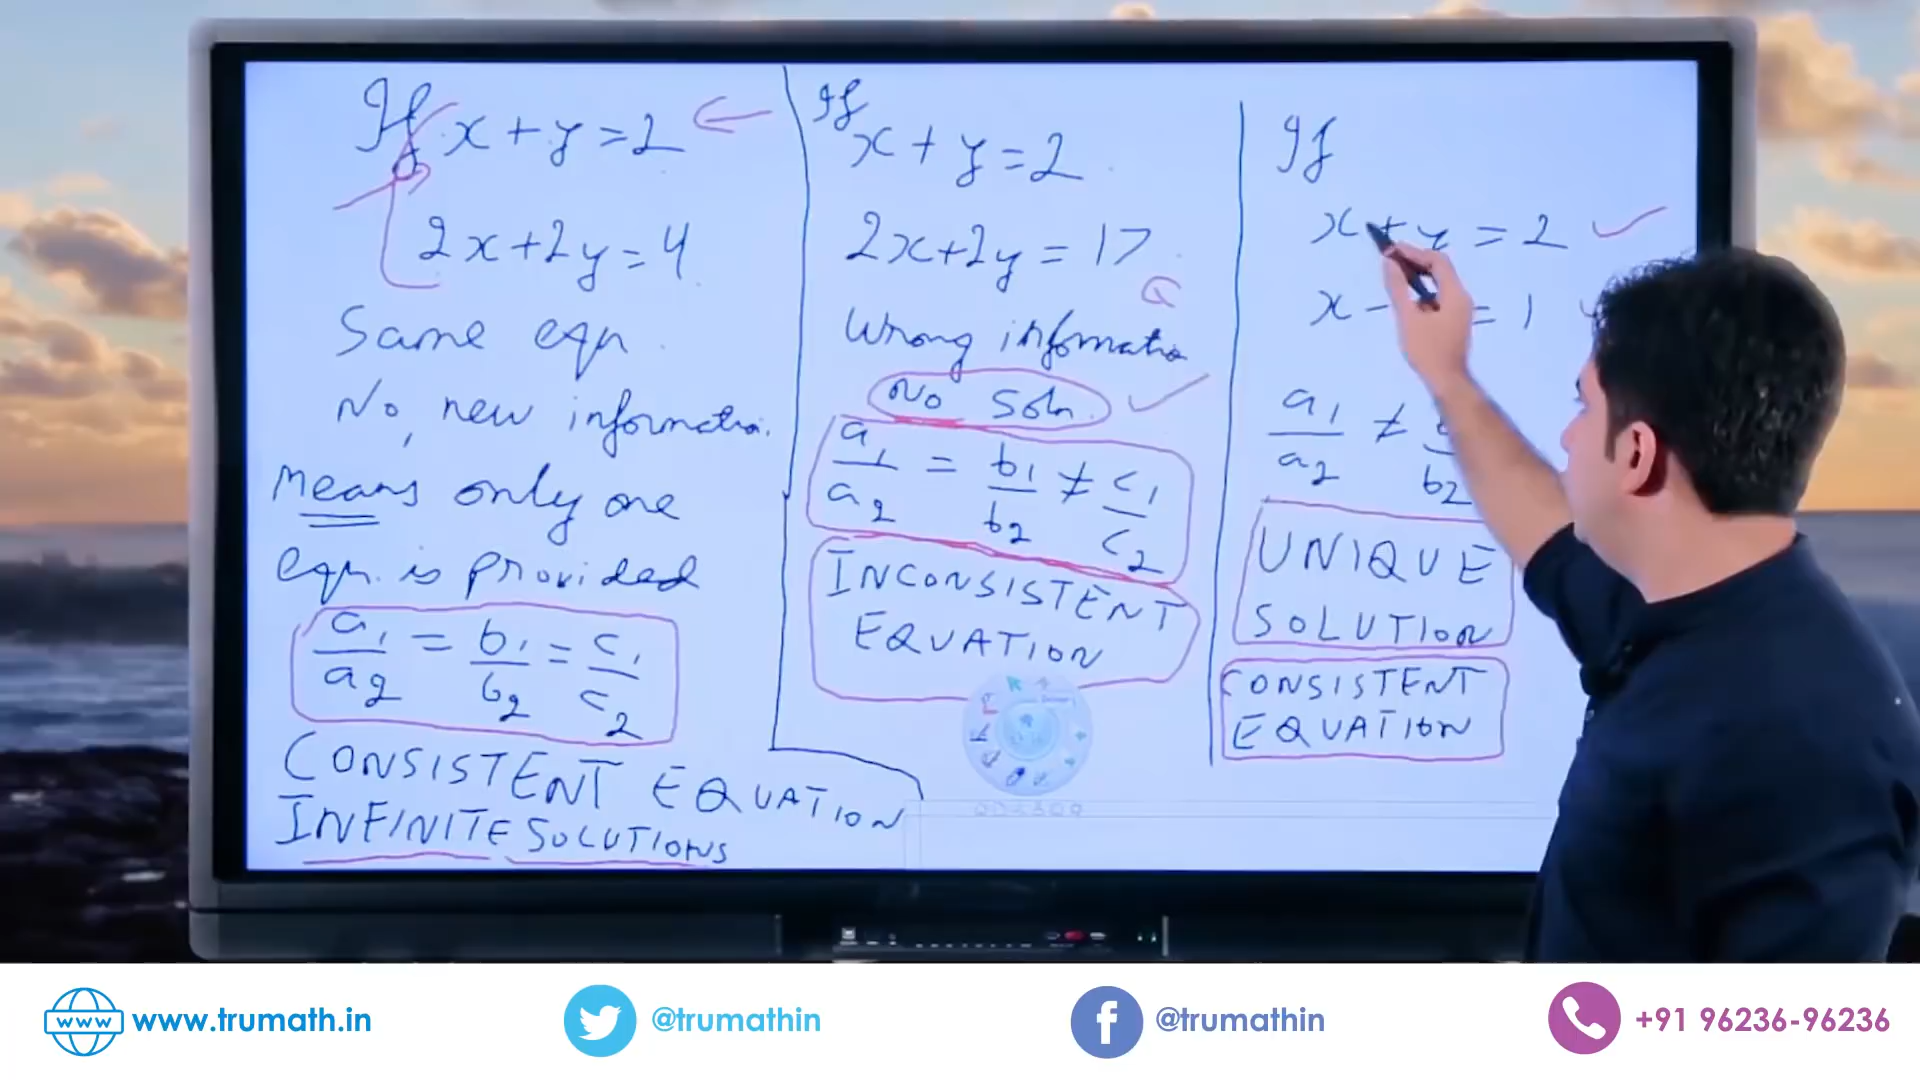 If x + y = 2
2x + 2y = 4
Same eqn.
No, new information.
means only one
eqn. is provided
a1/a2 = b1/b2 = c1/c2
CONSISTENT EQUATION
INFINITE SOLUTIONS
If
x + y = 2
2x + 2y = 17
Wrong information
No Soln.
a1/a2 = b1/b2 ≠ c1/c2
INCONSISTENT
EQUATION
If
x + y = 2
x - = 1
a1/a2 ≠ b2
UNIQUE
SOLUTION
CONSISTENT
EQUATION
www www.trumath.in
@trumathin
f @trumathin
+91 96236-96236